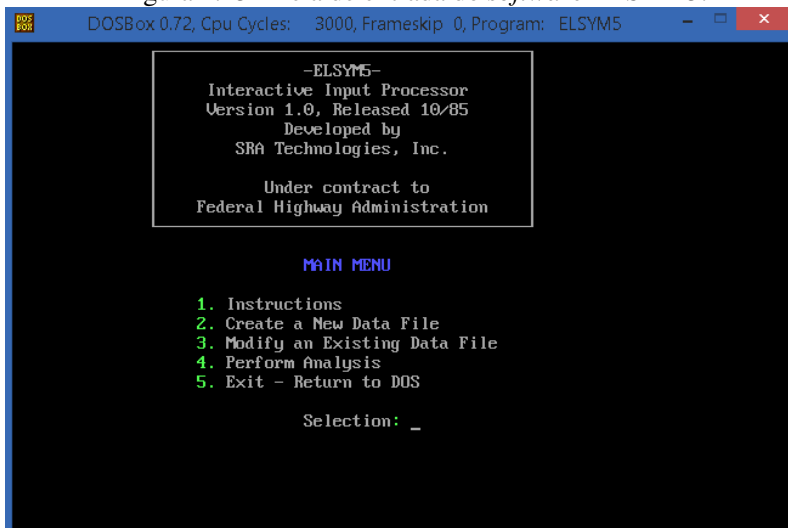 DOSBox 0.72, Cpu Cycles: 3000, Frameskip 0, Program: ELSYM5
-ELSYM5-
Interactive Input Processor
Version 1.0, Released 10/85
Developed by
SRA Technologies, Inc.
Under contract to
Federal Highway Administration
MAIN MENU
1. Instructions
2. Create a New Data File
3. Modify an Existing Data File
4. Perform Analysis
5. Exit - Return to DOS
Selection: _